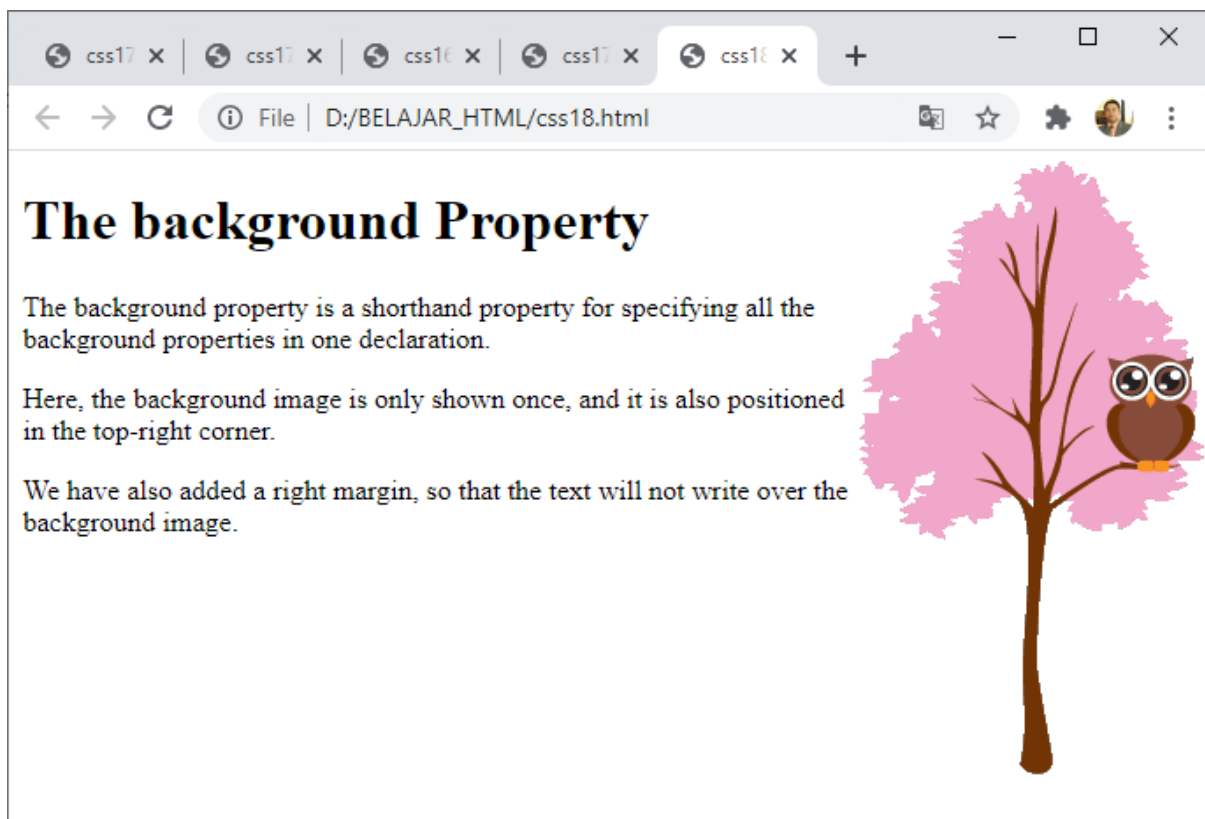 css17
css17
css16
css17
css18
File
D:/BELAJAR_HTML/css18.html
The background Property
The background property is a shorthand property for specifying all the
background properties in one declaration.
Here, the background image is only shown once, and it is also positioned
in the top-right corner.
We have also added a right margin, so that the text will not write over the
background image.